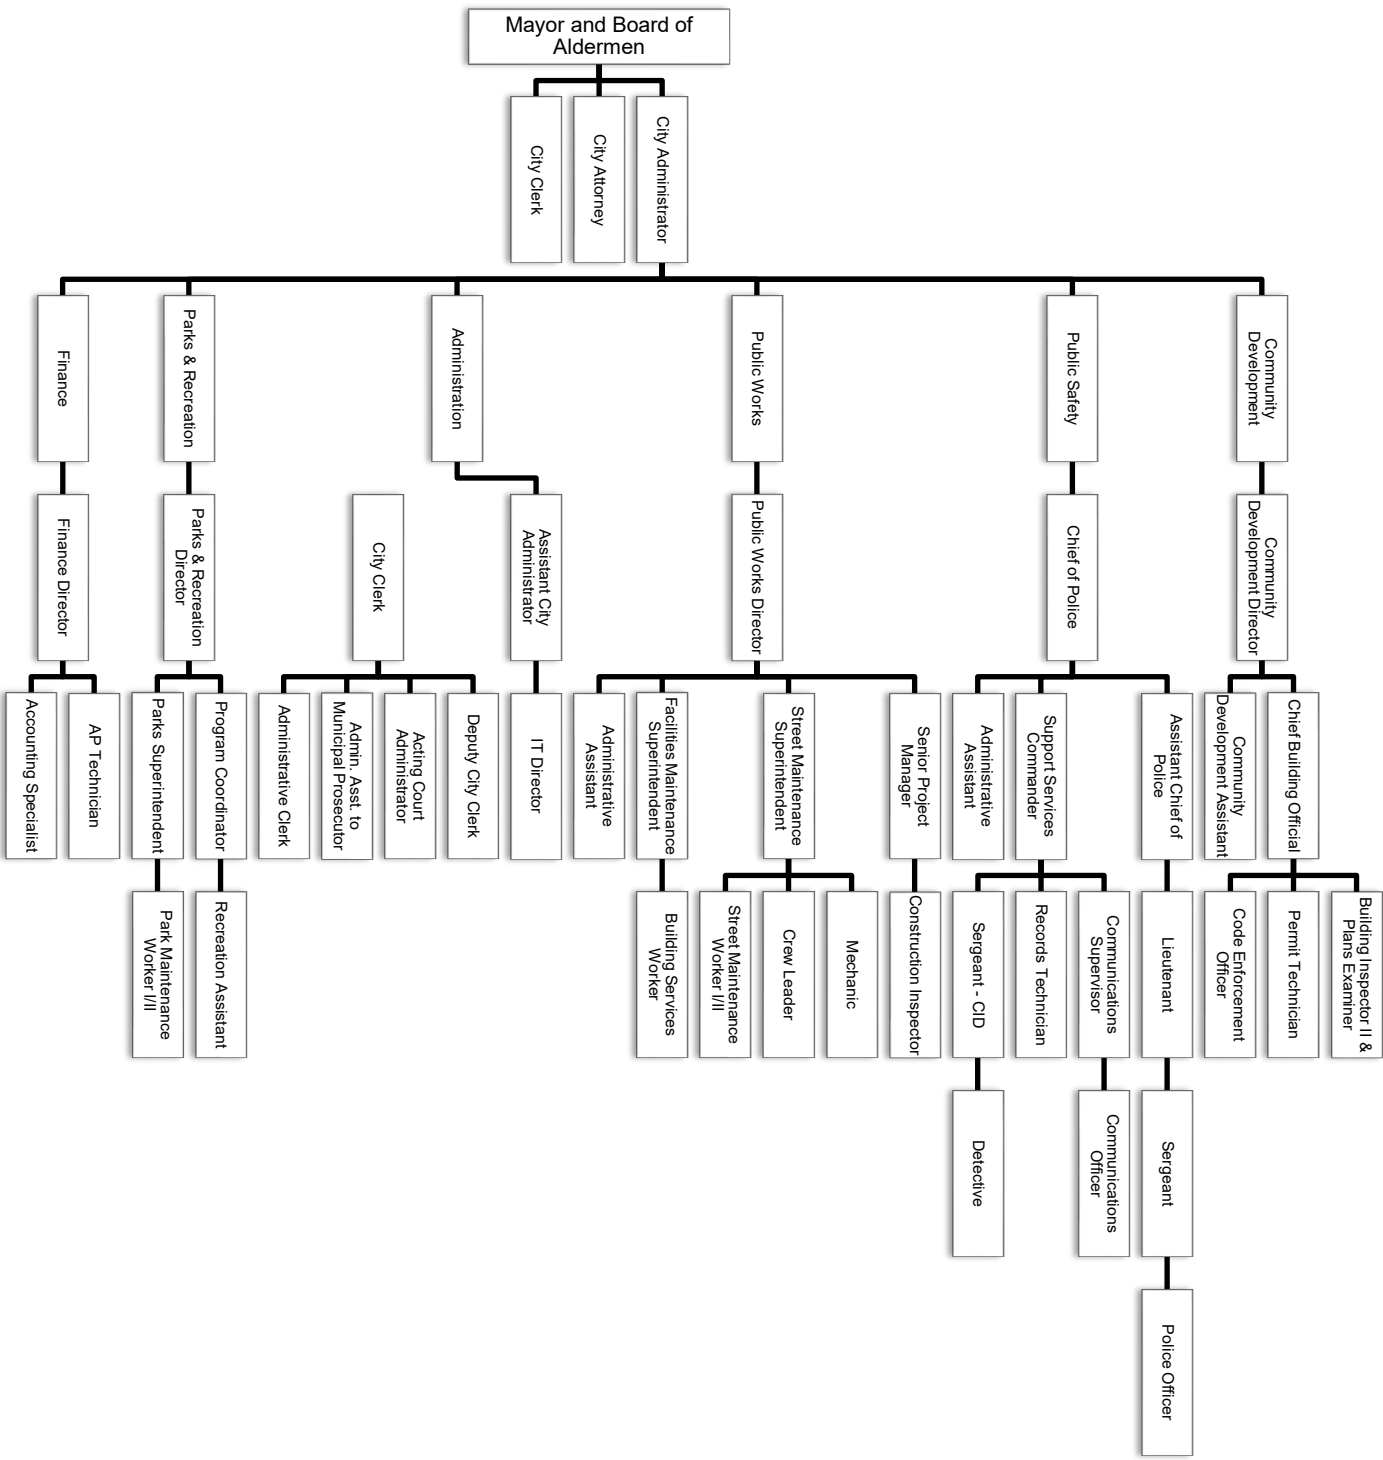 Mayor and Board of
Aldermen
City Clerk
City Attorney
City Administrator
Finance
Parks & Recreation
Administration
Public Works
Public Safety
Community
Development
Finance Director
Parks & Recreation
Director
City Clerk
Assistant City
Administrator
Public Works Director
Chief of Police
Community
Development Director
Accounting Specialist
AP Technician
Parks Superintendent
Program Coordinator
Administrative Clerk
Admin. Asst. to
Municipal Prosecutor
Acting Court
Administrator
Deputy City Clerk
IT Director
Administrative
Assistant
Facilities Maintenance
Superintendent
Street Maintenance
Superintendent
Senior Project
Manager
Administrative
Assistant
Support Services
Commander
Assistant Chief of
Police
Community
Development Assistant
Chief Building Official
Park Maintenance
Worker I/II
Recreation Assistant
Building Services
Worker
Street Maintenance
Worker I/II
Crew Leader
Mechanic
Construction Inspector
Sergeant - CID
Records Technician
Communications
Supervisor
Lieutenant
Code Enforcement
Officer
Permit Technician
Building Inspector II &
Plans Examiner
Detective
Communications
Officer
Sergeant
Police Officer